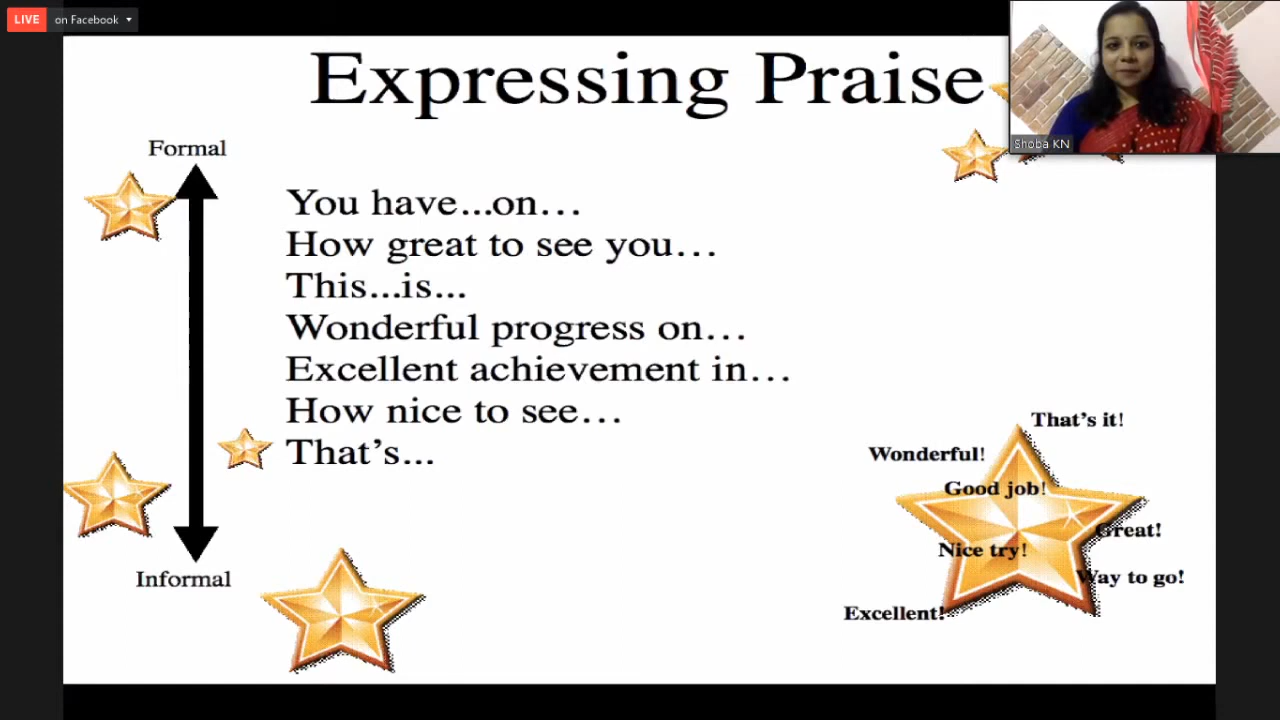 LIVE on Facebook
Expressing Praise
Shoba KN
Formal
You have...on…
How great to see you…
This...is...
Wonderful progress on…
Excellent achievement in…
How nice to see…
That’s...
Informal
That’s it!
Wonderful!
Good job!
Great!
Nice try!
Way to go!
Excellent!